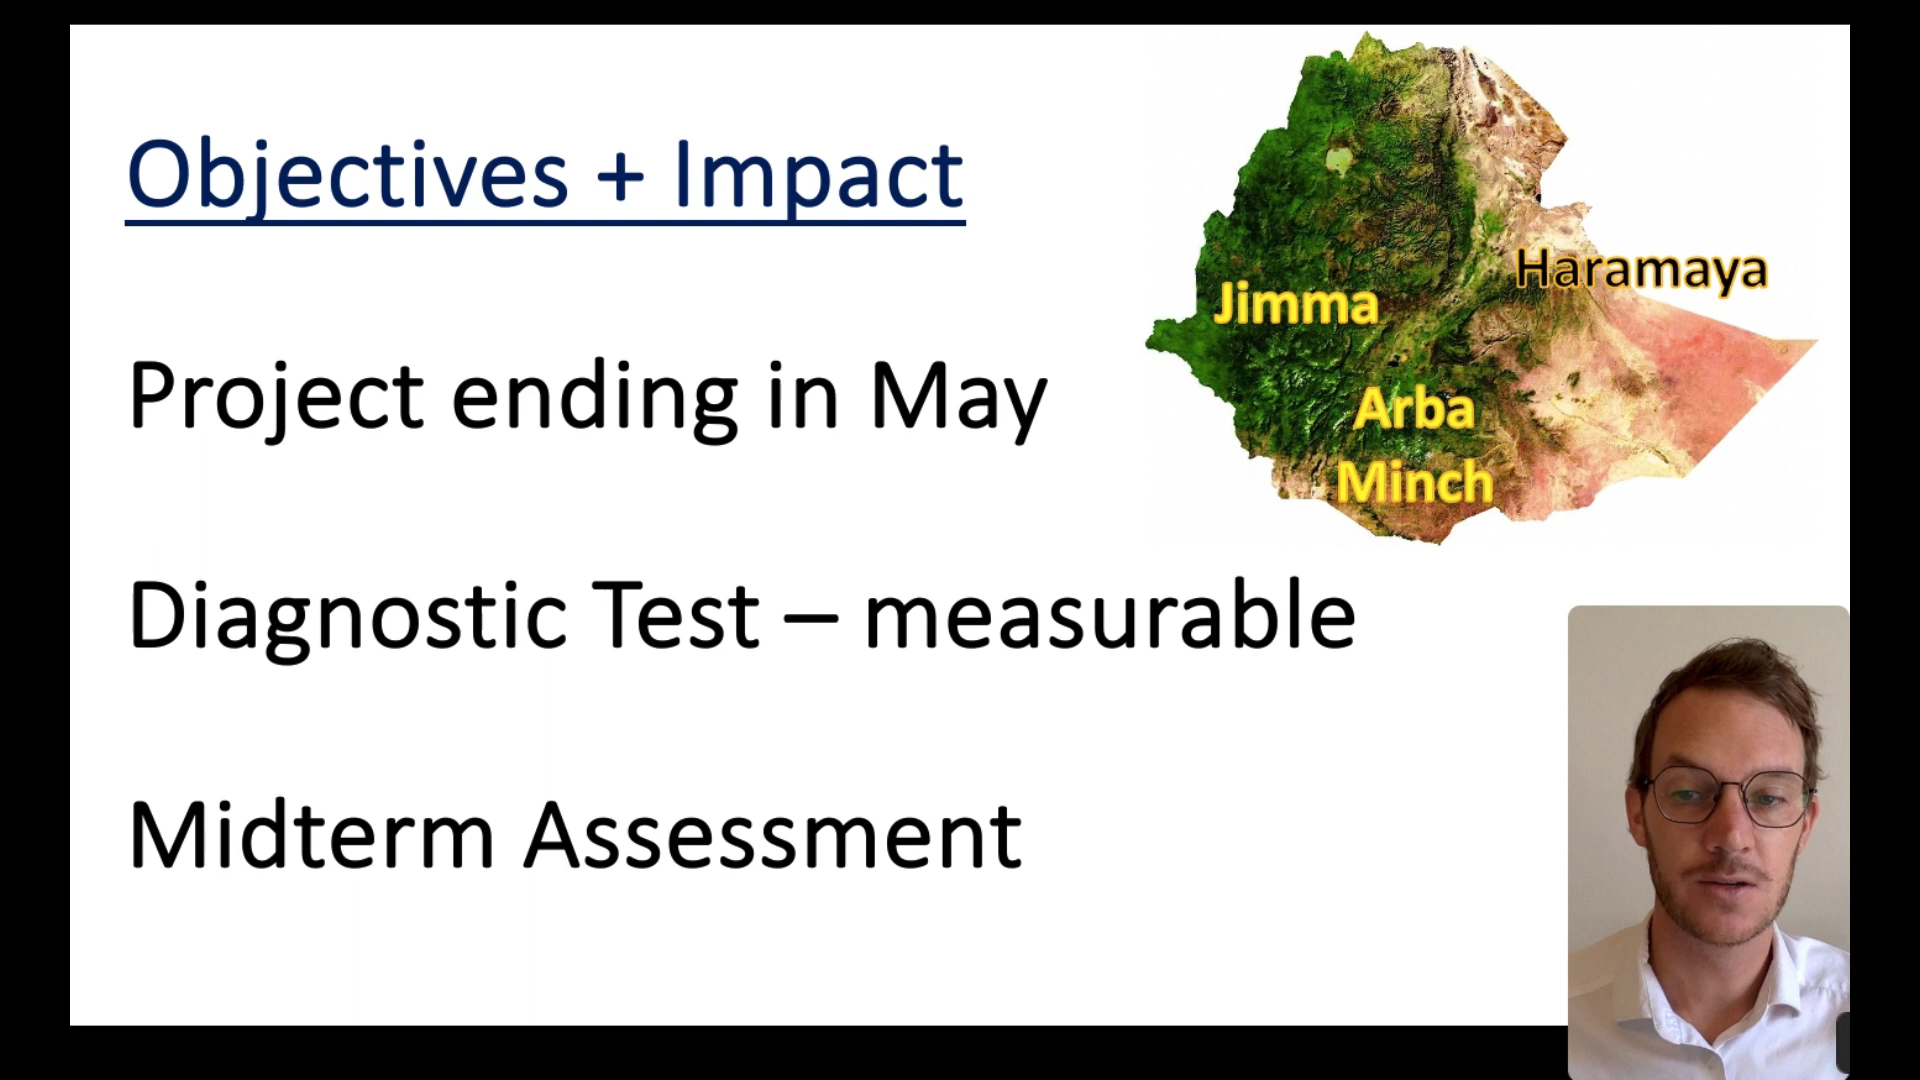 Objectives + Impact
Project ending in May
Diagnostic Test – measurable
Midterm Assessment
Jimma
Haramaya
Arba
Minch